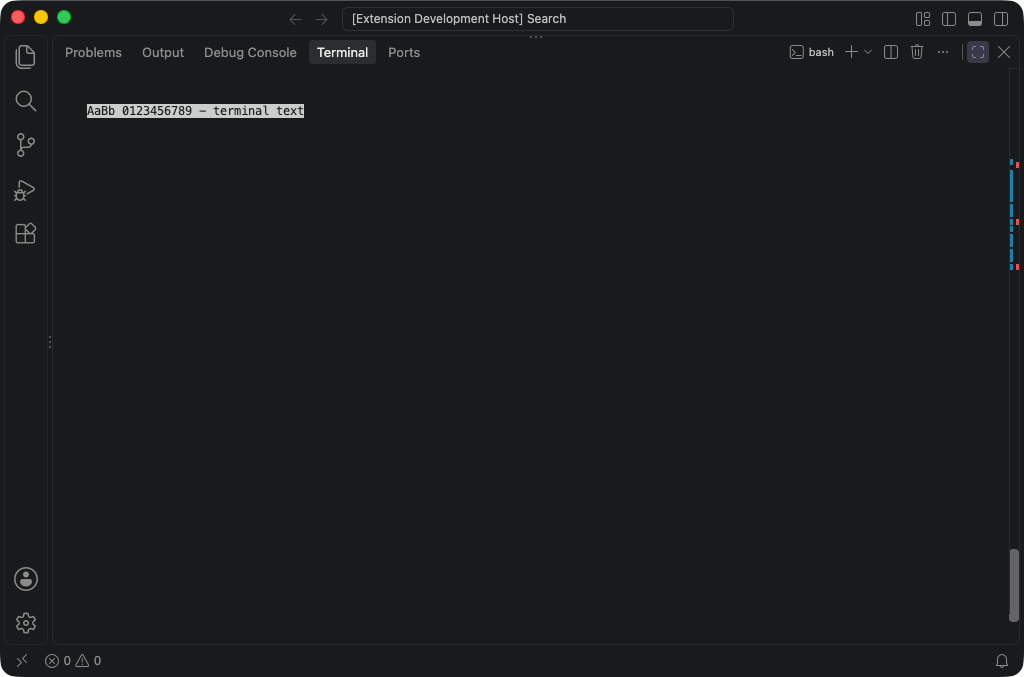 [Extension Development Host] Search
Problems Output Debug Console Terminal Ports bash
AaBb 0123456789 — terminal text
0 0